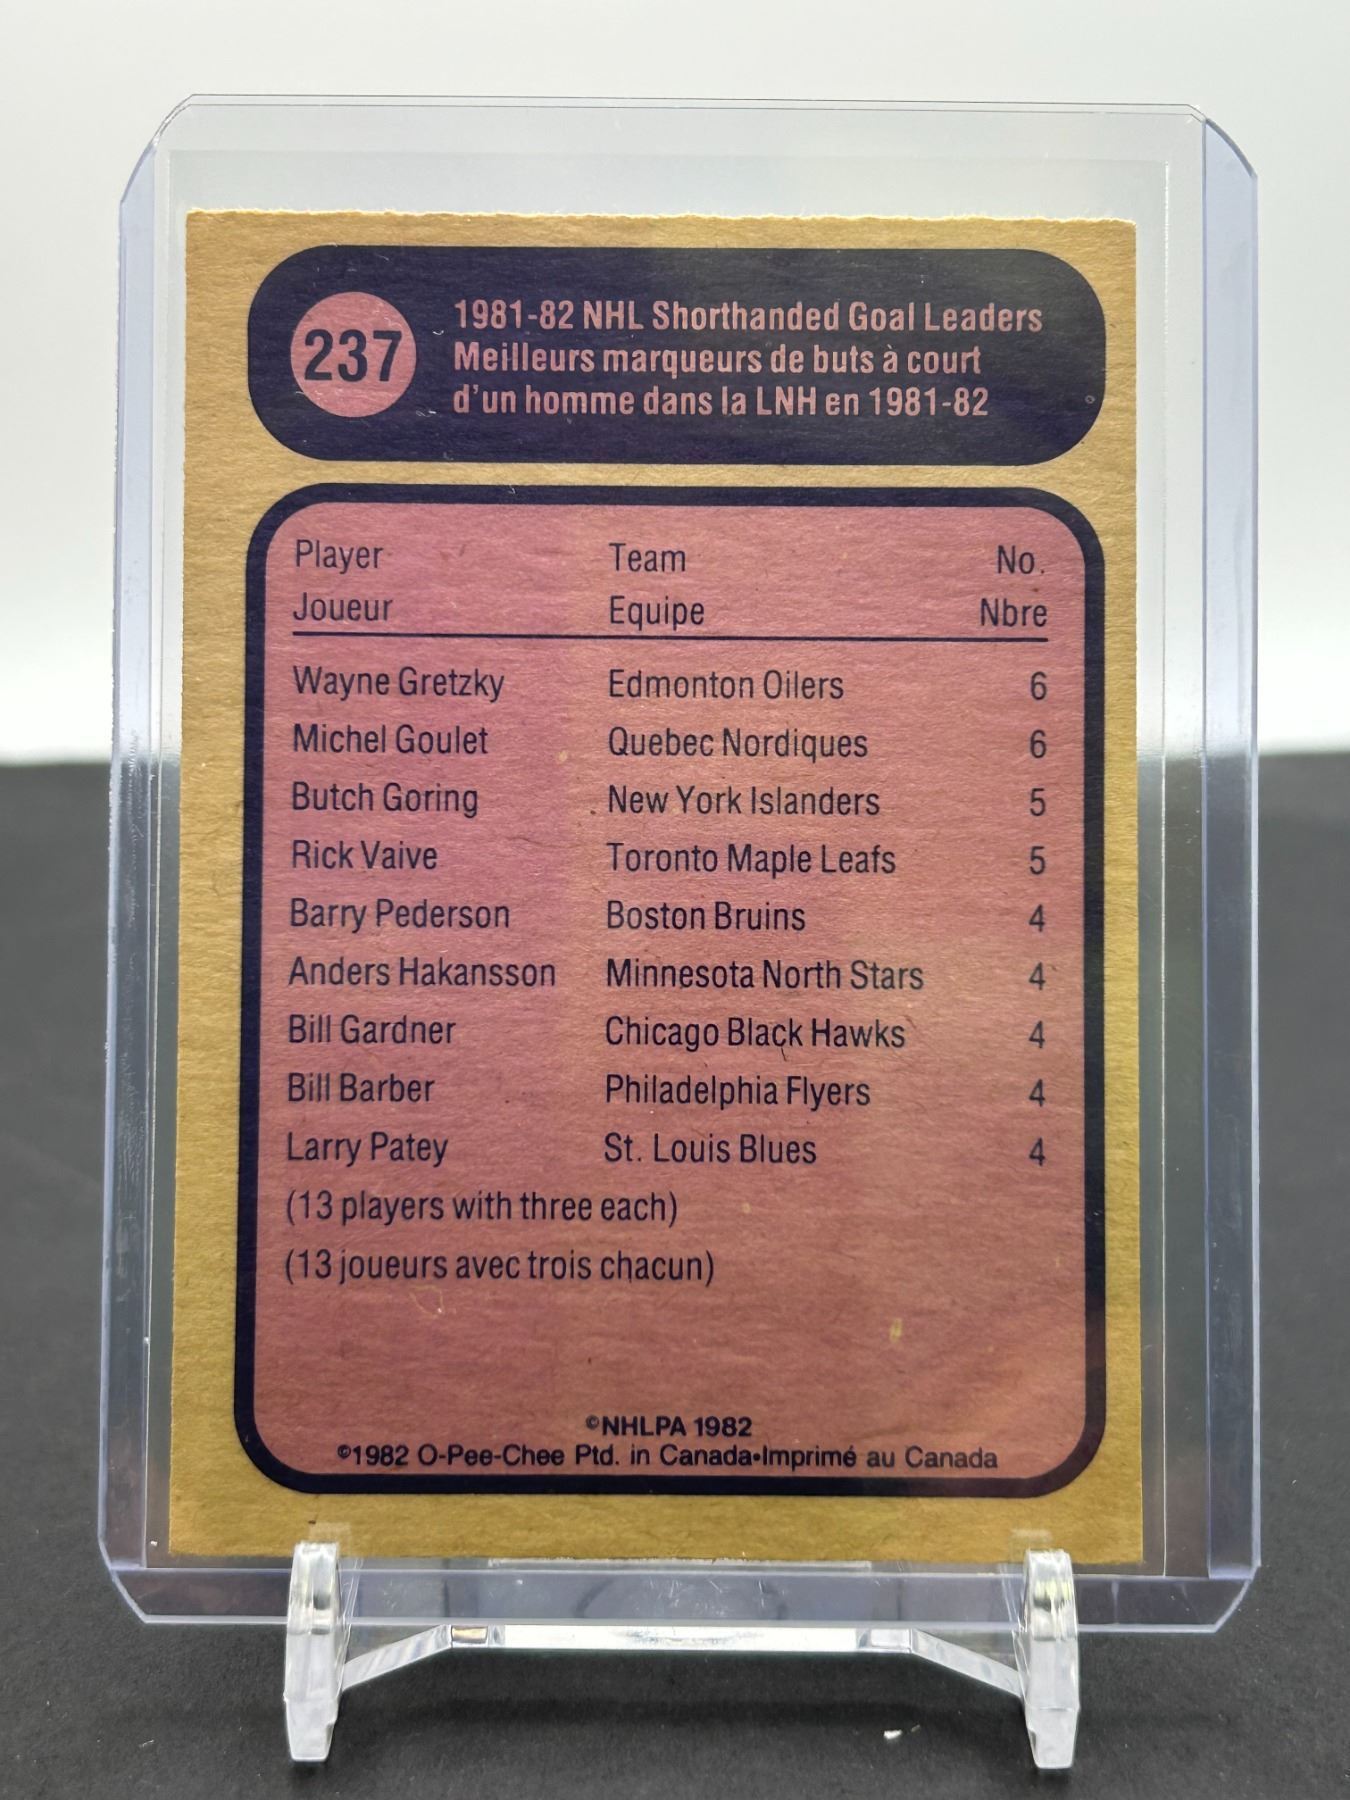 237
1981-82 NHL Shorthanded Goal Leaders
Meilleurs marqueurs de buts à court
d'un homme dans la LNH en 1981-82
Player Team No.
Joueur Equipe Nbre
Wayne Gretzky Edmonton Oilers 6
Michel Goulet Quebec Nordiques 6
Butch Goring New York Islanders 5
Rick Vaive Toronto Maple Leafs 5
Barry Pederson Boston Bruins 4
Anders Hakansson Minnesota North Stars 4
Bill Gardner Chicago Black Hawks 4
Bill Barber Philadelphia Flyers 4
Larry Patey St. Louis Blues 4
(13 players with three each)
(13 joueurs avec trois chacun)
©NHLPA 1982
©1982 O-Pee-Chee Ptd. in Canada•Imprimé au Canada